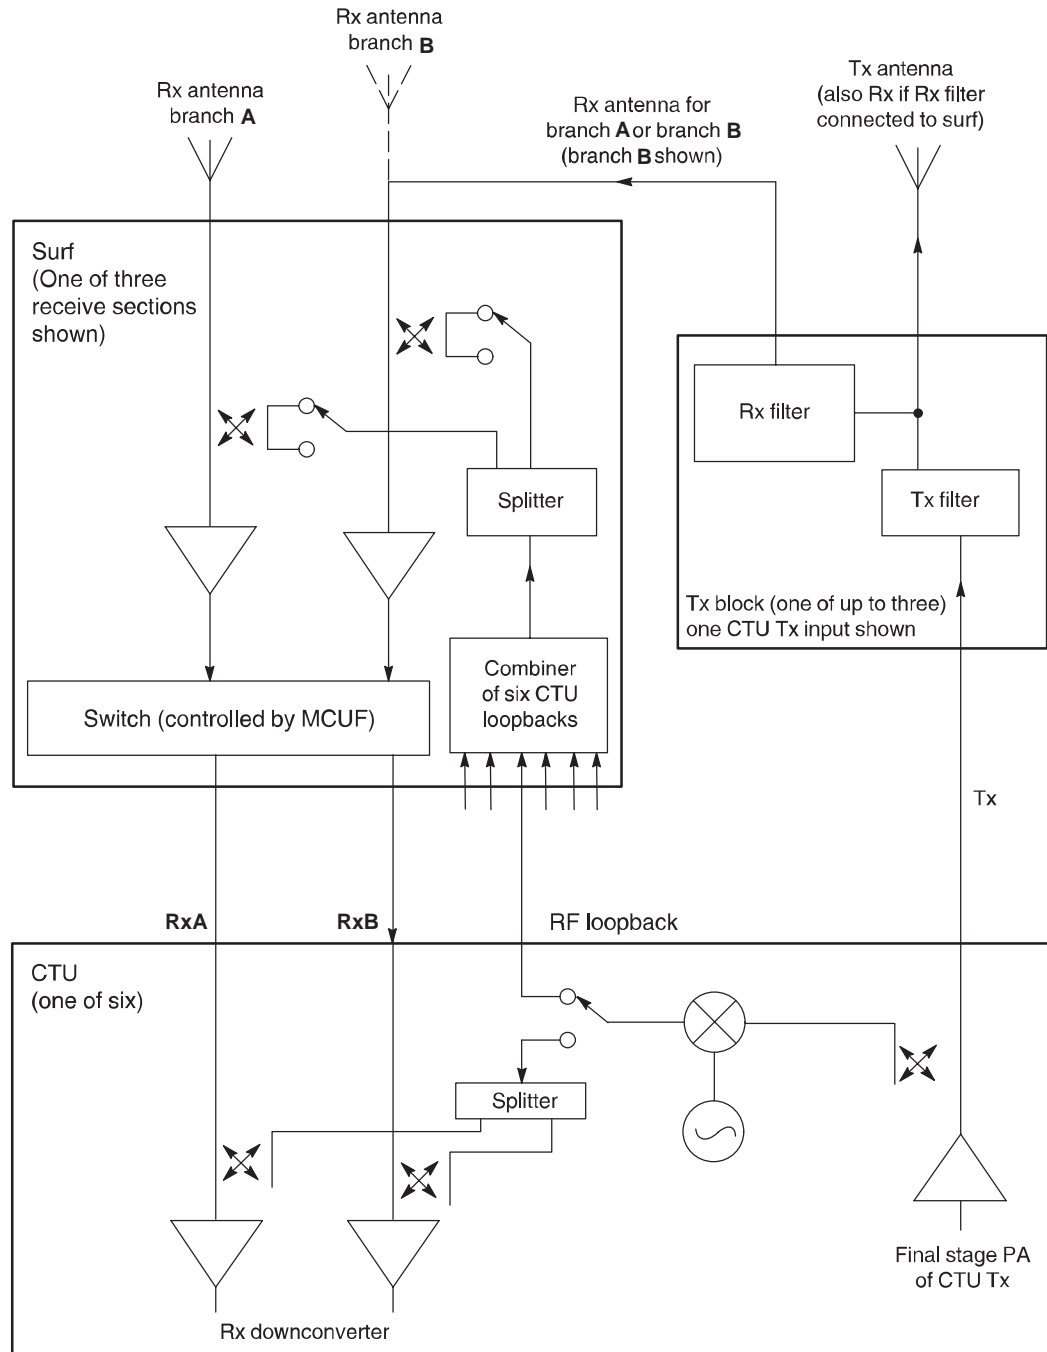 Rx antenna
branch B
Rx antenna
branch A
Rx antenna for
branch A or branch B
(branch B shown)
Tx antenna
(also Rx if Rx filter
connected to surf)
Surf
(One of three
receive sections
shown)
Rx filter
Splitter
Tx filter
Tx block (one of up to three)
one CTU Tx input shown
Combiner
of six CTU
loopbacks
Switch (controlled by MCUF)
Tx
RxA
RxB
RF loopback
CTU
(one of six)
Splitter
Final stage PA
of CTU Tx
Rx downconverter